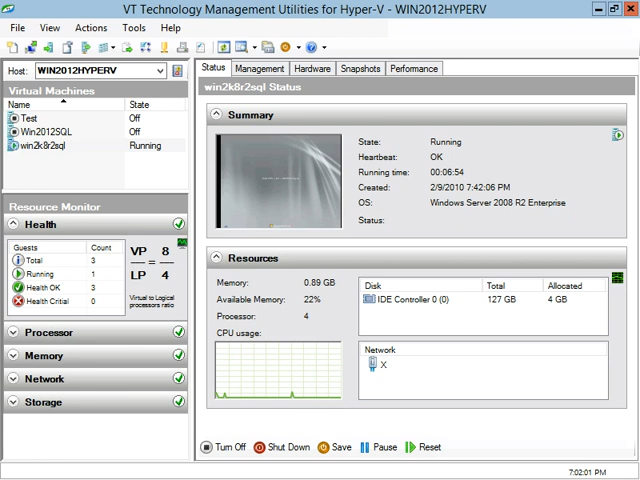 VT Technology Management Utilities for Hyper-V - WIN2012HYPERV
File View Actions Tools Help
Host: WIN2012HYPERV
Virtual Machines
Name State
Test Off
Win2012SQL Off
win2k8r2sql Running
Resource Monitor
Health
Guests Count
Total 3
Running 1
Health OK 3
Health Critial 0
VP 8
— = —
LP 4
Virtual to Logical
processors ratio
Processor
Memory
Network
Storage
Status Management Hardware Snapshots Performance
win2k8r2sql Status
Summary
State: Running
Heartbeat: OK
Running time: 00:06:54
Created: 2/9/2010 7:42:06 PM
OS: Windows Server 2008 R2 Enterprise
Status:
Resources
Memory: 0.89 GB
Available Memory: 22%
Processor: 4
CPU usage:
Disk Total Allocated
IDE Controller 0 (0) 127 GB 4 GB
Network
X
Turn Off Shut Down Save Pause Reset
7:02:01 PM